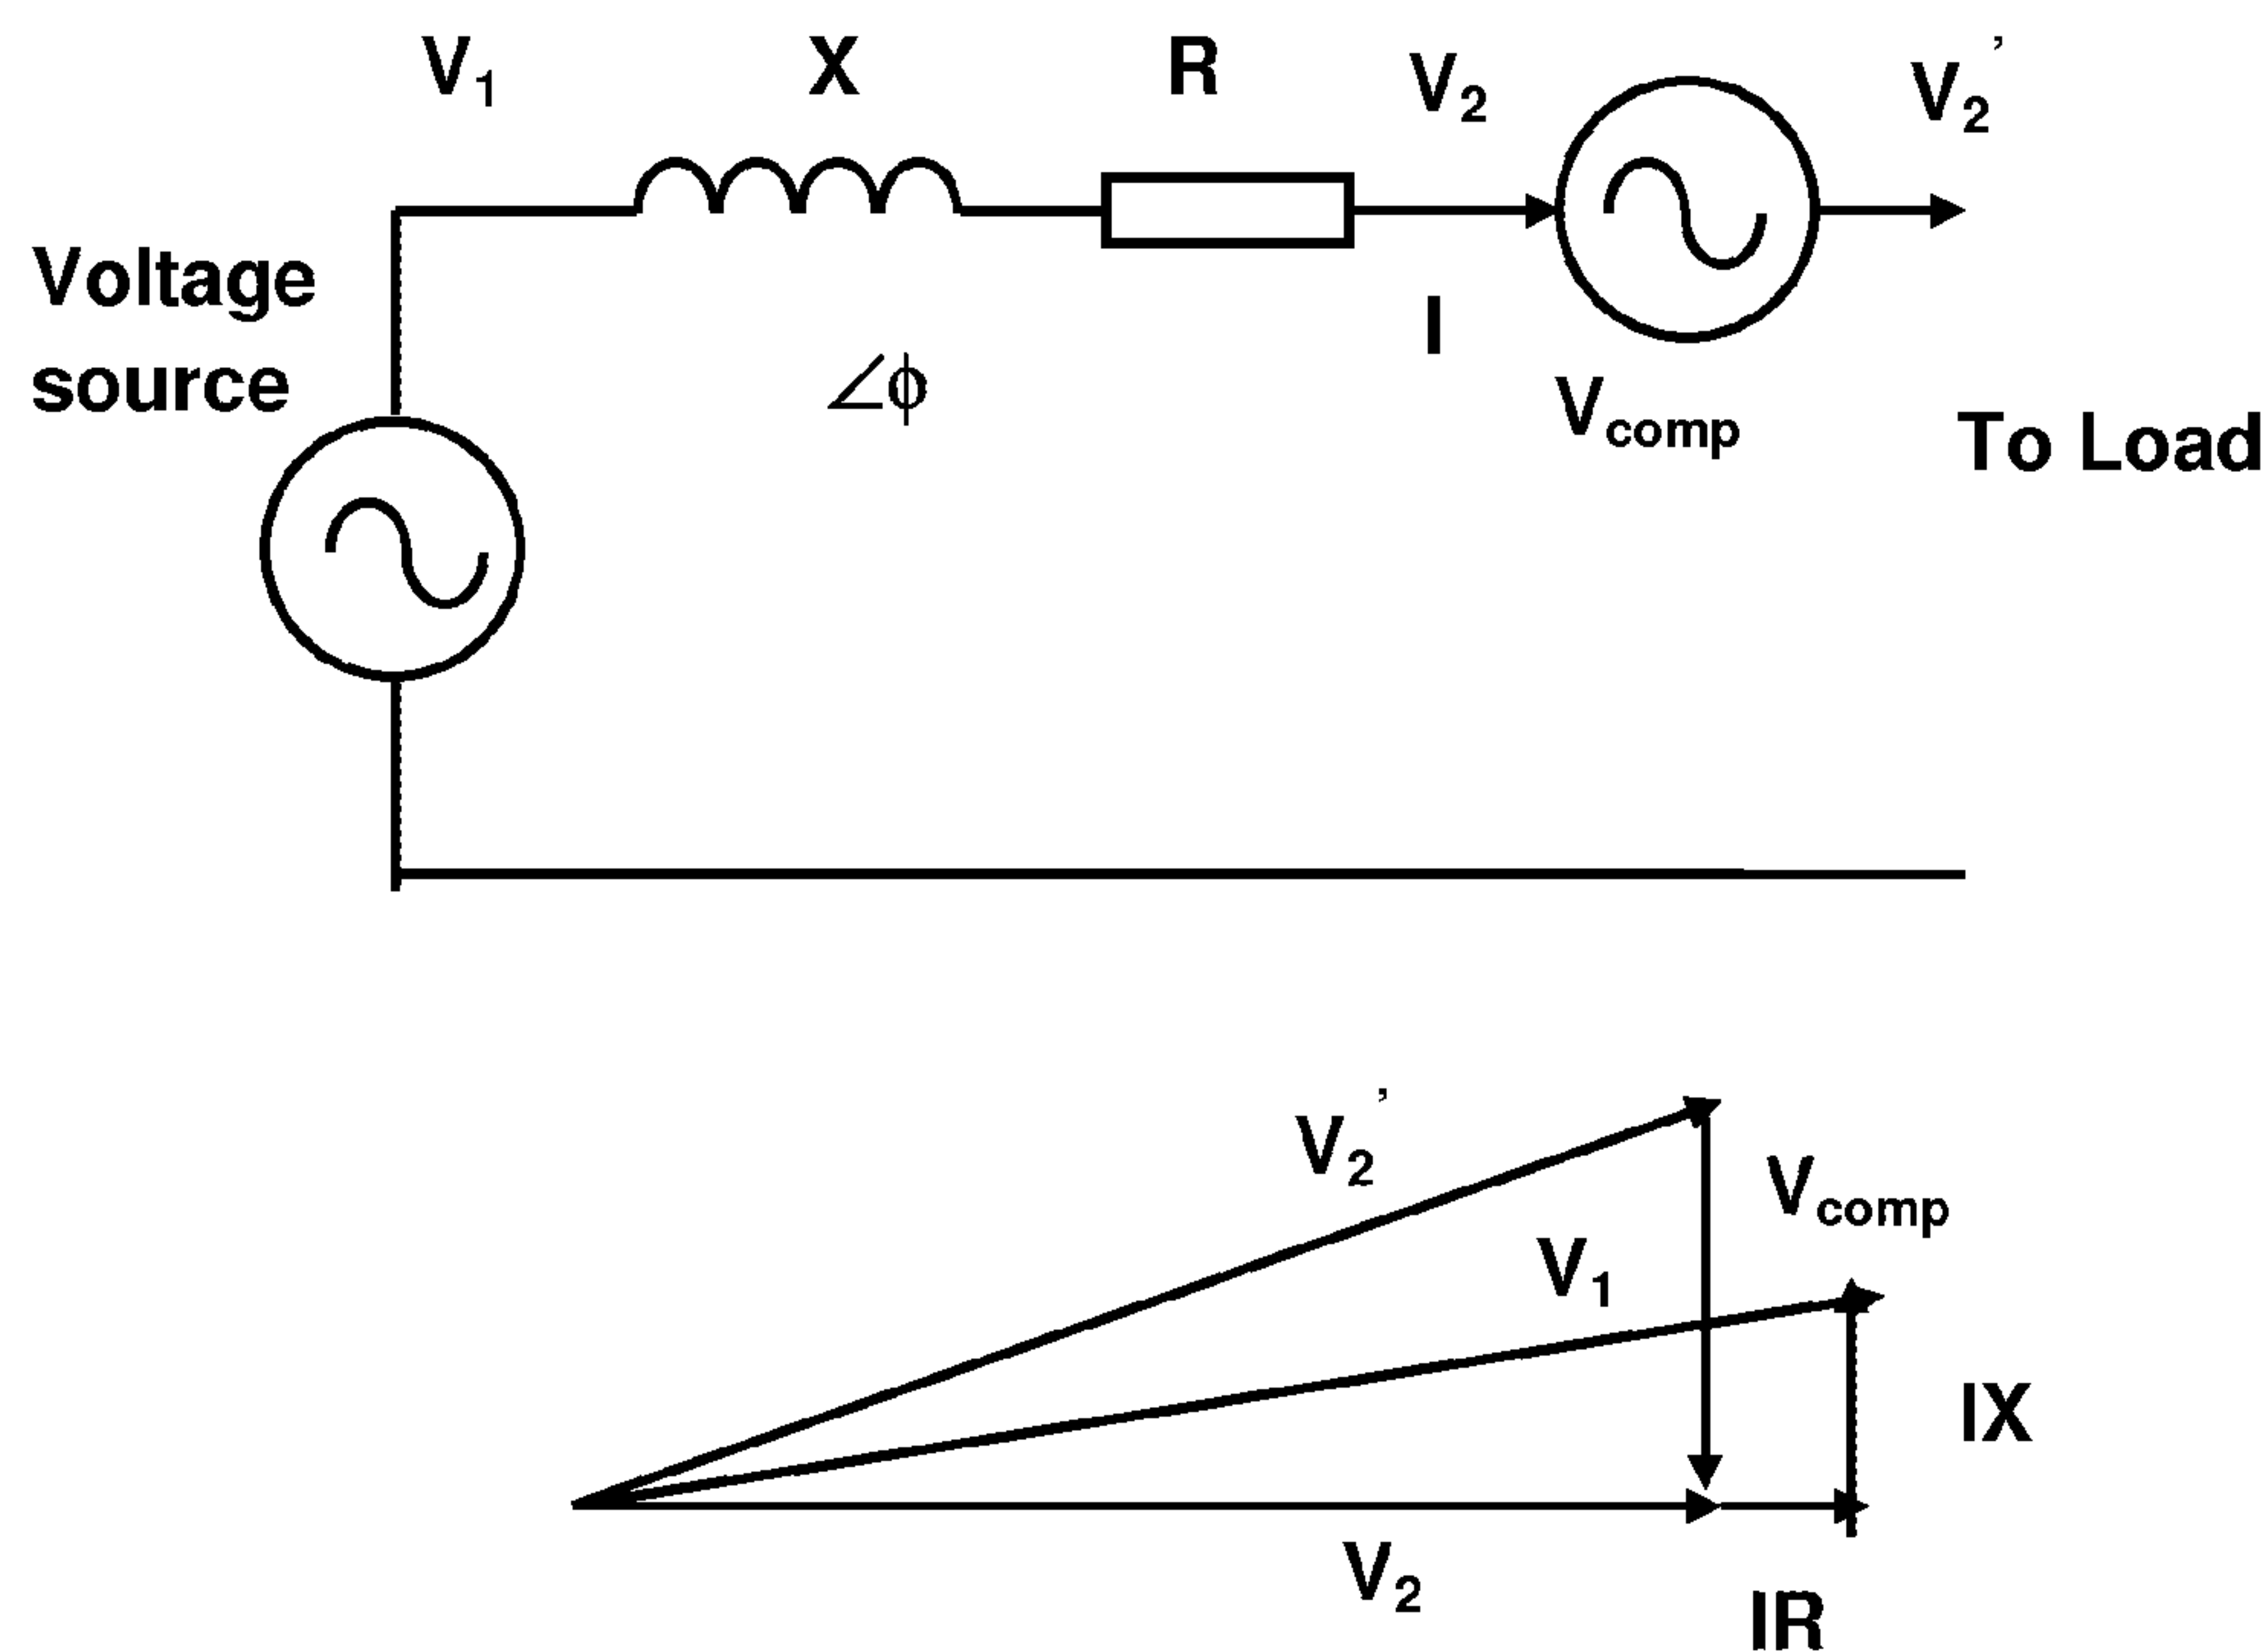 V1
X
R
V2
V2'
Voltage
source
∠ϕ
I
Vcomp
To Load
V2'
Vcomp
V1
IX
V2
IR